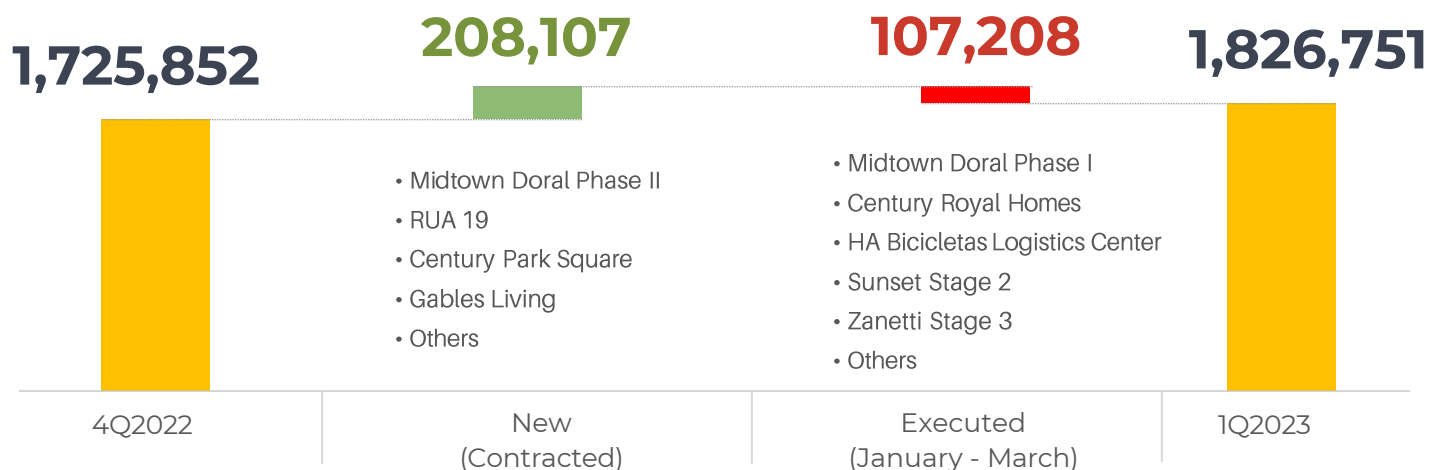 1,725,852
208,107
107,208
1,826,751
• Midtown Doral Phase II
• RUA 19
• Century Park Square
• Gables Living
• Others
• Midtown Doral Phase I
• Century Royal Homes
• HA Bicicletas Logistics Center
• Sunset Stage 2
• Zanetti Stage 3
• Others
4Q2022
New
(Contracted)
Executed
(January - March)
1Q2023